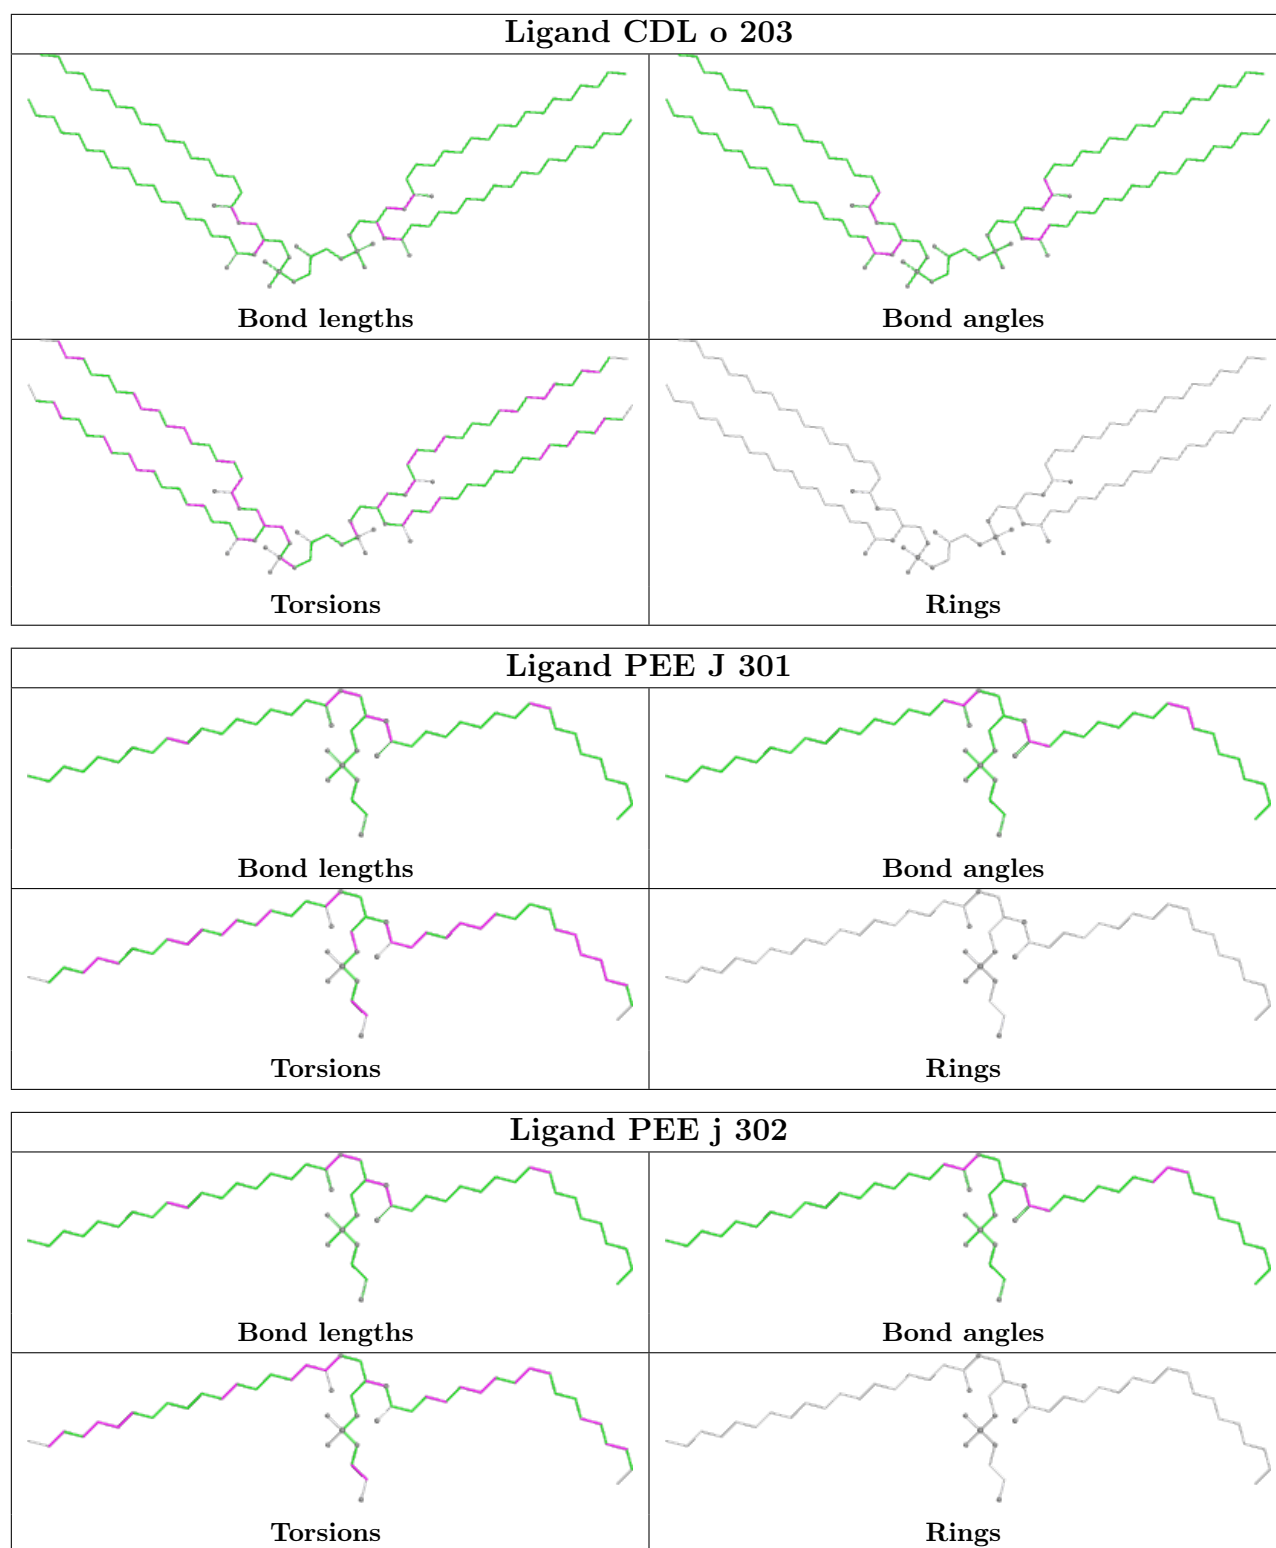 Ligand CDL o 203
Bond lengths
Bond angles
Torsions
Rings
Ligand PEE J 301
Bond lengths
Bond angles
Torsions
Rings
Ligand PEE j 302
Bond lengths
Bond angles
Torsions
Rings